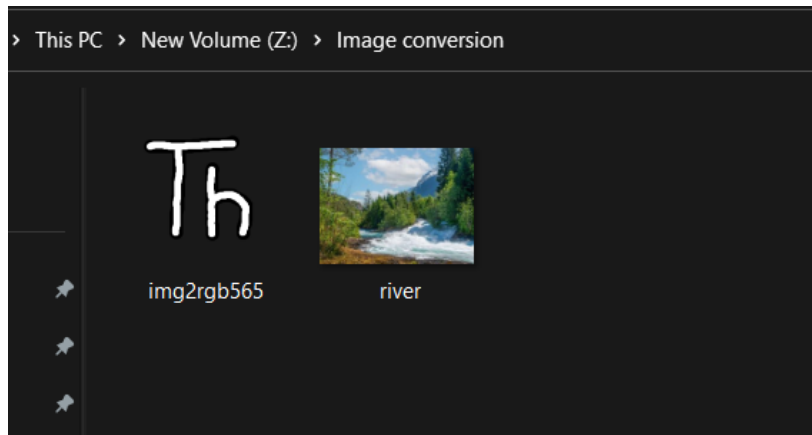 > This PC > New Volume (Z:) > Image conversion
Th
img2rgb565
river